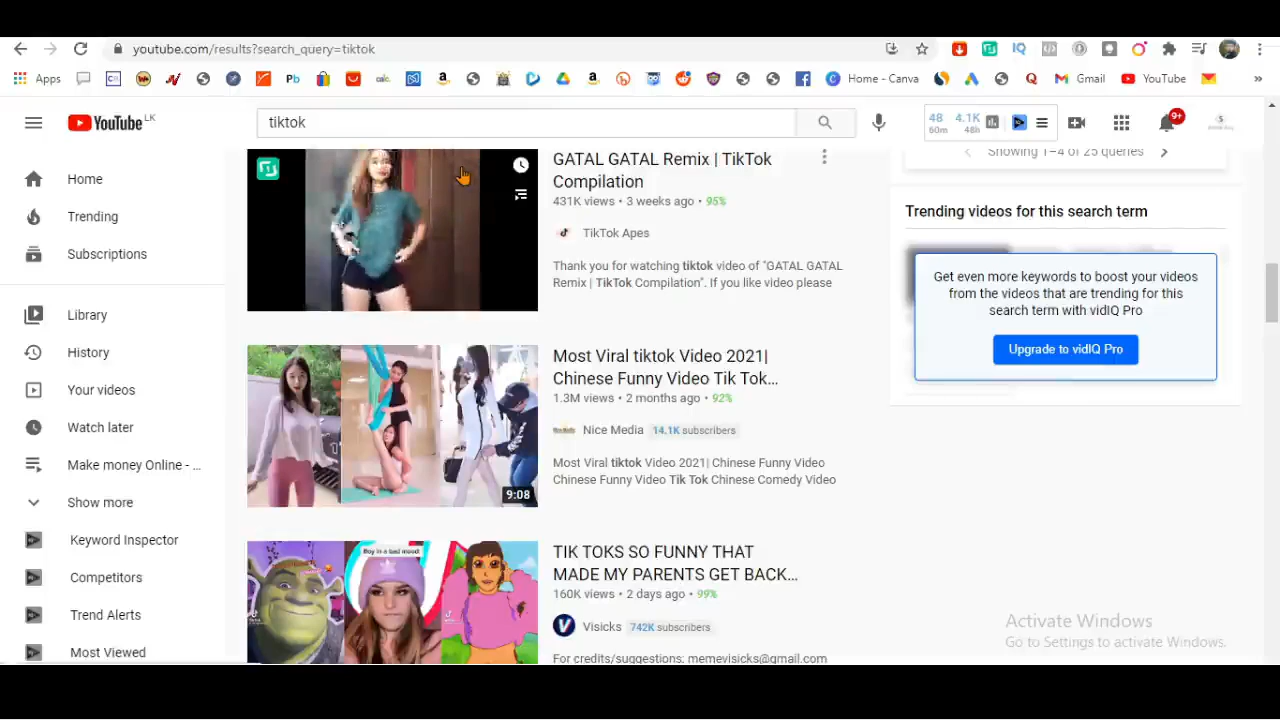 youtube.com/results?search_query=tiktok
Apps
Pb
calc.
Home - Canva
Gmail
YouTube
»
YouTube LK
tiktok
48
60m
4.1K
48h
9+
Home
Trending
Subscriptions
Library
History
Your videos
Watch later
Make money Online - ...
Show more
Keyword Inspector
Competitors
Trend Alerts
Most Viewed
GATAL GATAL Remix | TikTok
Compilation
431K views • 3 weeks ago • 95%
TikTok Apes
Thank you for watching tiktok video of "GATAL GATAL
Remix | TikTok Compilation". If you like video please
9:08
Most Viral tiktok Video 2021|
Chinese Funny Video Tik Tok...
1.3M views • 2 months ago • 92%
Nice Media 14.1K subscribers
Most Viral tiktok Video 2021| Chinese Funny Video
Chinese Funny Video Tik Tok Chinese Comedy Video
Boy in a bad mood
TIK TOKS SO FUNNY THAT
MADE MY PARENTS GET BACK...
160K views • 2 days ago • 99%
V Visicks 742K subscribers
For credits/suggestions: memevisicks@gmail.com
Showing 1–4 of 25 queries
Trending videos for this search term
Get even more keywords to boost your videos
from the videos that are trending for this
search term with vidIQ Pro
Upgrade to vidIQ Pro
Activate Windows
Go to Settings to activate Windows.